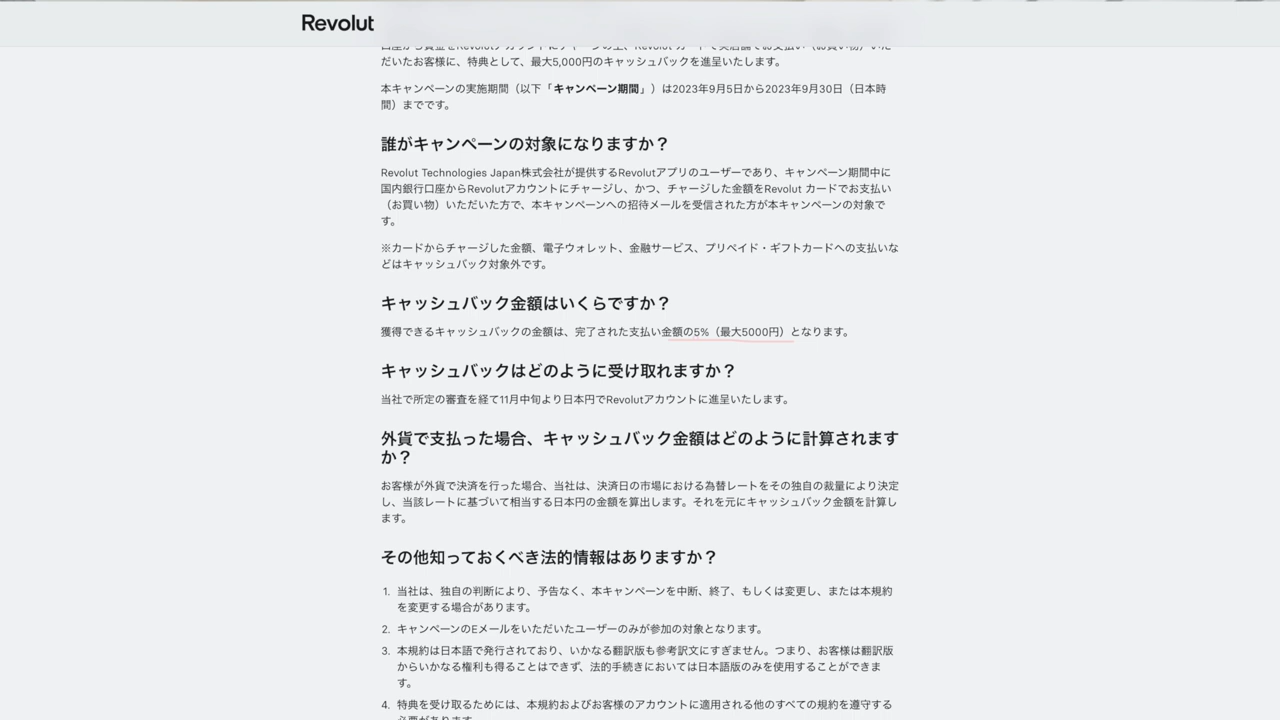 Revolut
だいたお客様に、特典として、最大5,000円のキャッシュバックを進呈いたします。
本キャンペーンの実施期間（以下「キャンペーン期間」）は2023年9月5日から2023年9月30日（日本時
間）までです。
誰がキャンペーンの対象になりますか？
Revolut Technologies Japan株式会社が提供するRevolutアプリのユーザーであり、キャンペーン期間中に
国内銀行口座からRevolutアカウントにチャージし、かつ、チャージした金額をRevolut カードでお支払い
（お買い物）いただいた方で、本キャンペーンへの招待メールを受信された方が本キャンペーンの対象で
す。
※カードからチャージした金額、電子ウォレット、金融サービス、プリペイド・ギフトカードへの支払いな
どはキャッシュバック対象外です。
キャッシュバック金額はいくらですか？
獲得できるキャッシュバックの金額は、完了された支払い金額の5%（最大5000円）となります。
キャッシュバックはどのように受け取れますか？
当社で所定の審査を経て11月中旬より日本円でRevolutアカウントに進呈いたします。
外貨で支払った場合、キャッシュバック金額はどのように計算されます
か？
お客様が外貨で決済を行った場合、当社は、決済日の市場における為替レートをその独自の裁量により決定
し、当該レートに基づいて相当する日本円の金額を算出します。それを元にキャッシュバック金額を計算し
ます。
その他知っておくべき法的情報はありますか？
1. 当社は、独自の判断により、予告なく、本キャンペーンを中断、終了、もしくは変更し、または本規約
を変更する場合があります。
2. キャンペーンのEメールをいただいたユーザーのみが参加の対象となります。
3. 本規約は日本語で発行されており、いかなる翻訳版も参考訳文にすぎません。つまり、お客様は翻訳版
からいかなる権利も得ることはできず、法的手続きにおいては日本語版のみを使用することができま
す。
4. 特典を受け取るためには、本規約およびお客様のアカウントに適用される他のすべての規約を遵守する